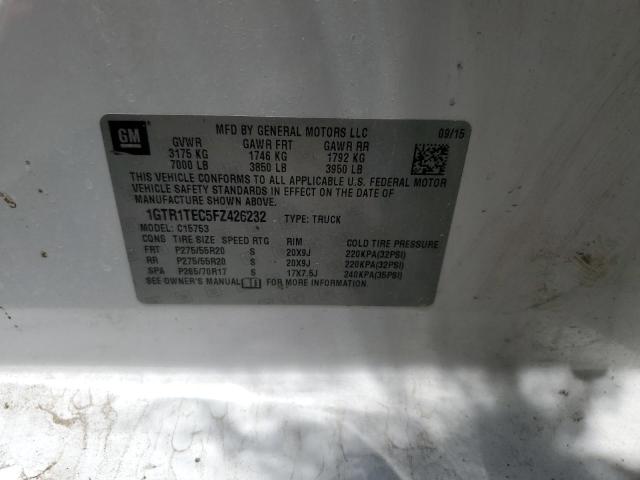 GM
MFD BY GENERAL MOTORS LLC 09/15
GVWR GAWR FRT GAWR RR
3175 KG 1746 KG 1792 KG
7000 LB 3850 LB 3950 LB
THIS VEHICLE CONFORMS TO ALL APPLICABLE U.S. FEDERAL MOTOR
VEHICLE SAFETY STANDARDS IN EFFECT ON THE DATE OF
MANUFACTURE SHOWN ABOVE.
1GTR1TEC5FZ426232 TYPE: TRUCK
MODEL: C15753
CONS TIRE SIZE SPEED RTG RIM COLD TIRE PRESSURE
FRT P275/55R20 S 20X9J 220KPA(32PSI)
RR P275/55R20 S 20X9J 220KPA(32PSI)
SPA P265/70R17 S 17X7.5J 240KPA(35PSI)
SEE OWNER'S MANUAL FOR MORE INFORMATION.